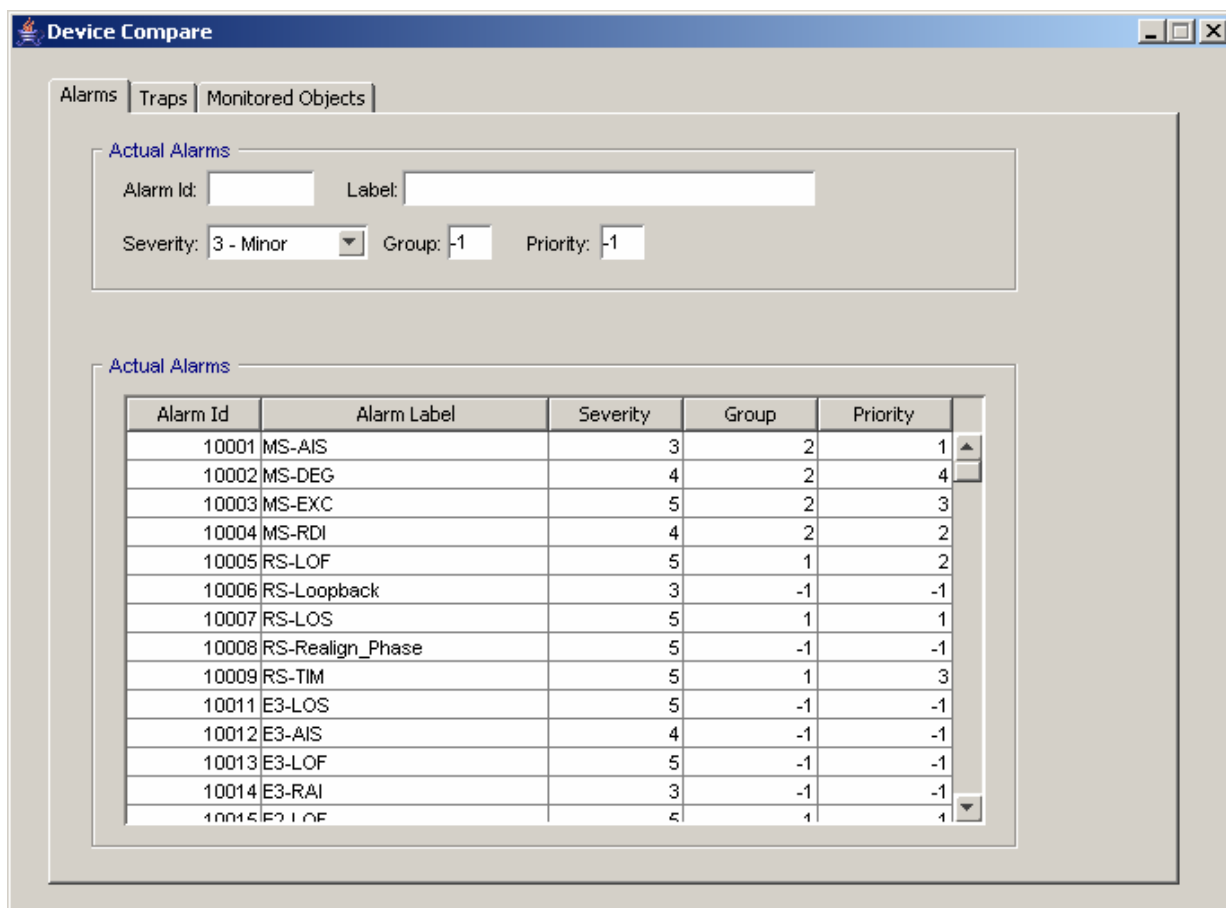 Device Compare
Alarms Traps Monitored Objects
Actual Alarms
Alarm Id: Label:
Severity: 3 - Minor Group: -1 Priority: -1
Actual Alarms
Alarm Id Alarm Label Severity Group Priority
10001 MS-AIS 3 2 1
10002 MS-DEG 4 2 4
10003 MS-EXC 5 2 3
10004 MS-RDI 4 2 2
10005 RS-LOF 5 1 2
10006 RS-Loopback 3 -1 -1
10007 RS-LOS 5 1 1
10008 RS-Realign_Phase 5 -1 -1
10009 RS-TIM 5 1 3
10011 E3-LOS 5 -1 -1
10012 E3-AIS 4 -1 -1
10013 E3-LOF 5 -1 -1
10014 E3-RAI 3 -1 -1
10015